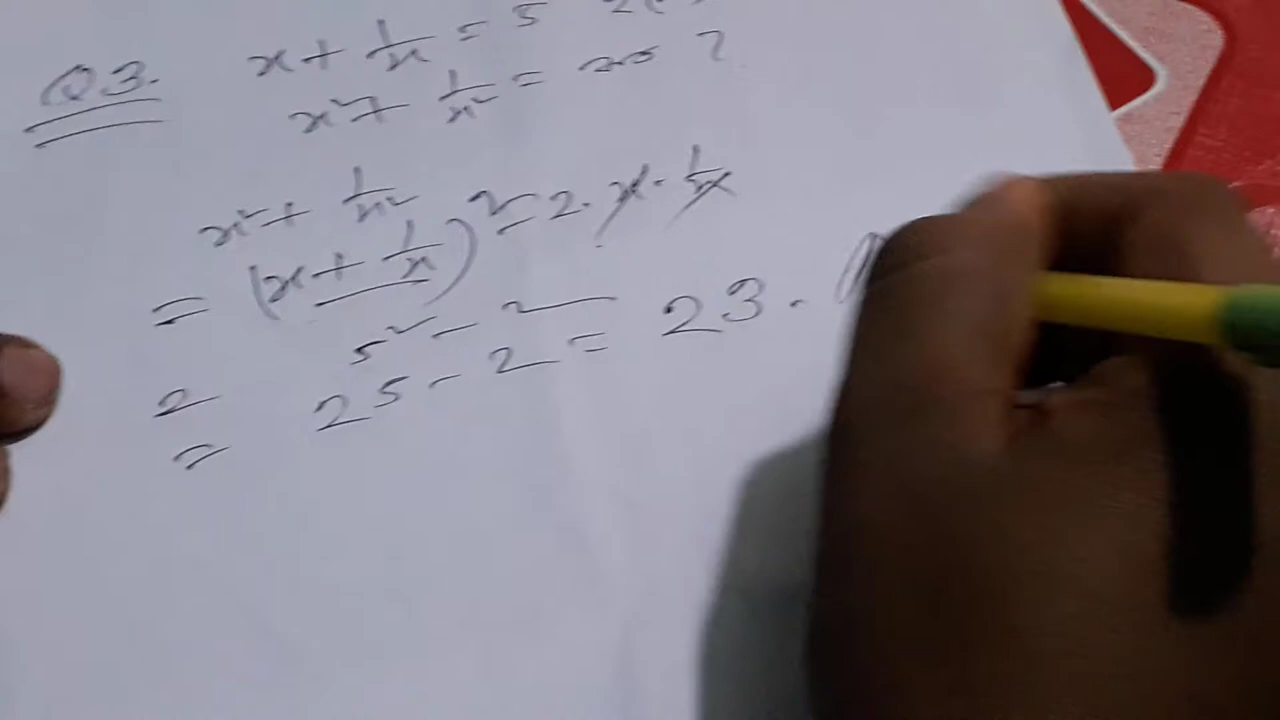 Q3. x + 1/x = 5
x² + 1/x² = ?
x² + 1/x²
= (x + 1/x)² - 2 . x . 1/x
= 5² - 2
= 25 - 2 = 23 .